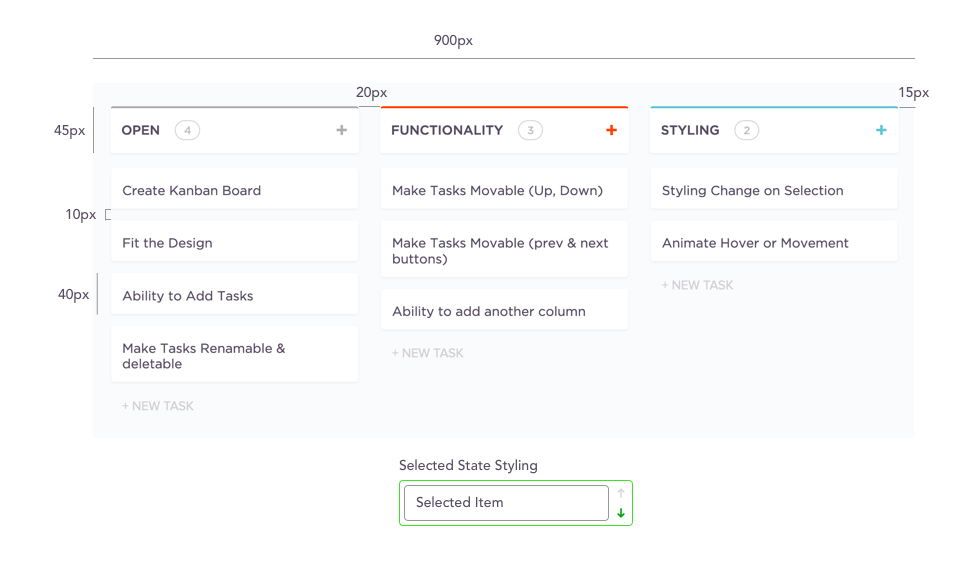 900px
20px
15px
45px
OPEN 4 +
FUNCTIONALITY 3 +
STYLING 2 +
Create Kanban Board
Make Tasks Movable (Up, Down)
Styling Change on Selection
10px
Fit the Design
Make Tasks Movable (prev & next
buttons)
Animate Hover or Movement
40px
Ability to Add Tasks
Ability to add another column
+ NEW TASK
Make Tasks Renamable &
deletable
+ NEW TASK
+ NEW TASK
Selected State Styling
Selected Item